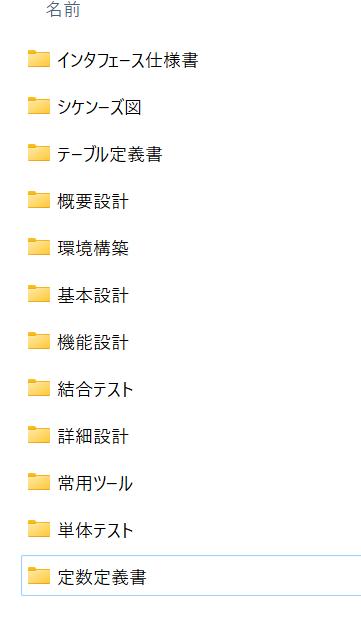 名前
インタフェース仕様書
シケンーズ図
テーブル定義書
概要設計
環境構築
基本設計
機能設計
結合テスト
詳細設計
常用ツール
単体テスト
定数定義書